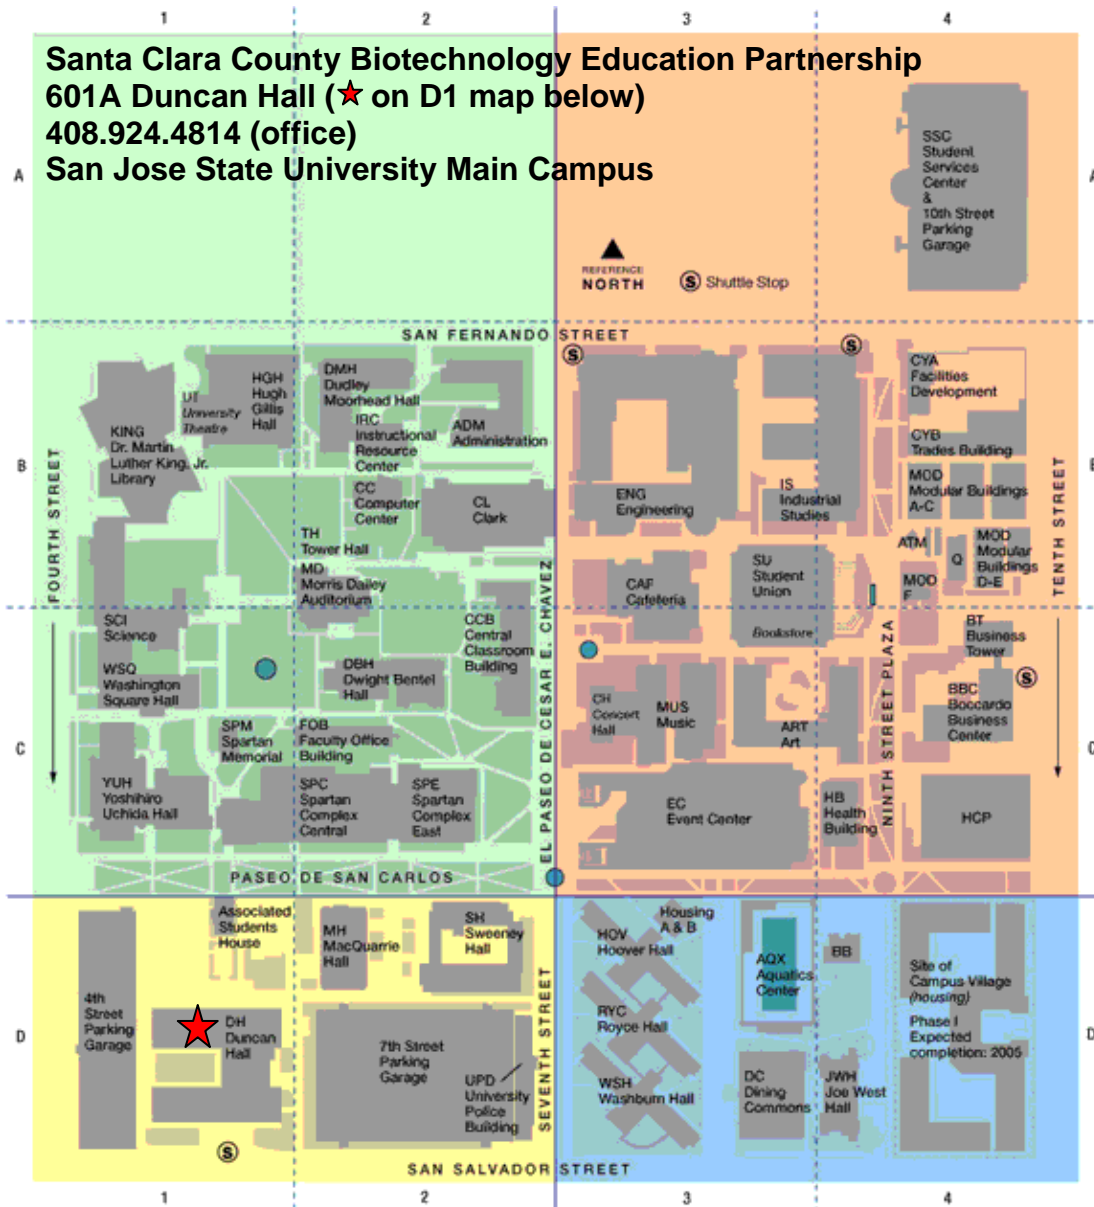 1 2 3 4
Santa Clara County Biotechnology Education Partnership
601A Duncan Hall (★ on D1 map below)
408.924.4814 (office)
San Jose State University Main Campus
A
A
SSC
Student
Services
Center
&
10th Street
Parking
Garage
REFERENCE
NORTH
S Shuttle Stop
SAN FERNANDO STREET
S
S
B
B
FOURTH STREET
KING
Dr. Martin
Luther King, Jr.
Library
UT
University
Theatre
HGH
Hugh
Gillis
Hall
DMH
Dudley
Moorhead Hall
IRC
Instructional
Resource
Center
ADM
Administration
CC
Computer
Center
CL
Clark
TH
Tower Hall
MD
Morris Dailey
Auditorium
ENG
Engineering
IS
Industrial
Studies
CYA
Facilities
Development
CYB
Trades Building
MOD
Modular Buildings
A-C
ATM
Q
MOD
Modular
Buildings
D-E
MOD
F
TENTH STREET
CAF
Cafeteria
SU
Student
Union
Bookstore
EL PASEO DE CESAR E. CHAVEZ
NINTH STREET PLAZA
C
C
SCI
Science
WSQ
Washington
Square Hall
CCB
Central
Classroom
Building
DBH
Dwight Bentel
Hall
SPM
Spartan
Memorial
FOB
Faculty Office
Building
YUH
Yoshihiro
Uchida Hall
SPC
Spartan
Complex
Central
SPE
Spartan
Complex
East
CH
Concert
Hall
MUS
Music
ART
Art
BT
Business
Tower
S
BBC
Boccardo
Business
Center
EC
Event Center
HB
Health
Building
HCP
PASEO DE SAN CARLOS
D
D
4th
Street
Parking
Garage
Associated
Students
House
MH
MacQuarrie
Hall
SH
Sweeney
Hall
DH
Duncan
Hall
7th Street
Parking
Garage
UPD
University
Police
Building
S
SEVENTH STREET
Housing
A & B
HOV
Hoover Hall
RYC
Royce Hall
WSH
Washburn Hall
AQX
Aquatics
Center
BB
DC
Dining
Commons
JWH
Joe West
Hall
Site of
Campus Village
(housing)
Phase I
Expected
completion: 2005
SAN SALVADOR STREET
1 2 3 4